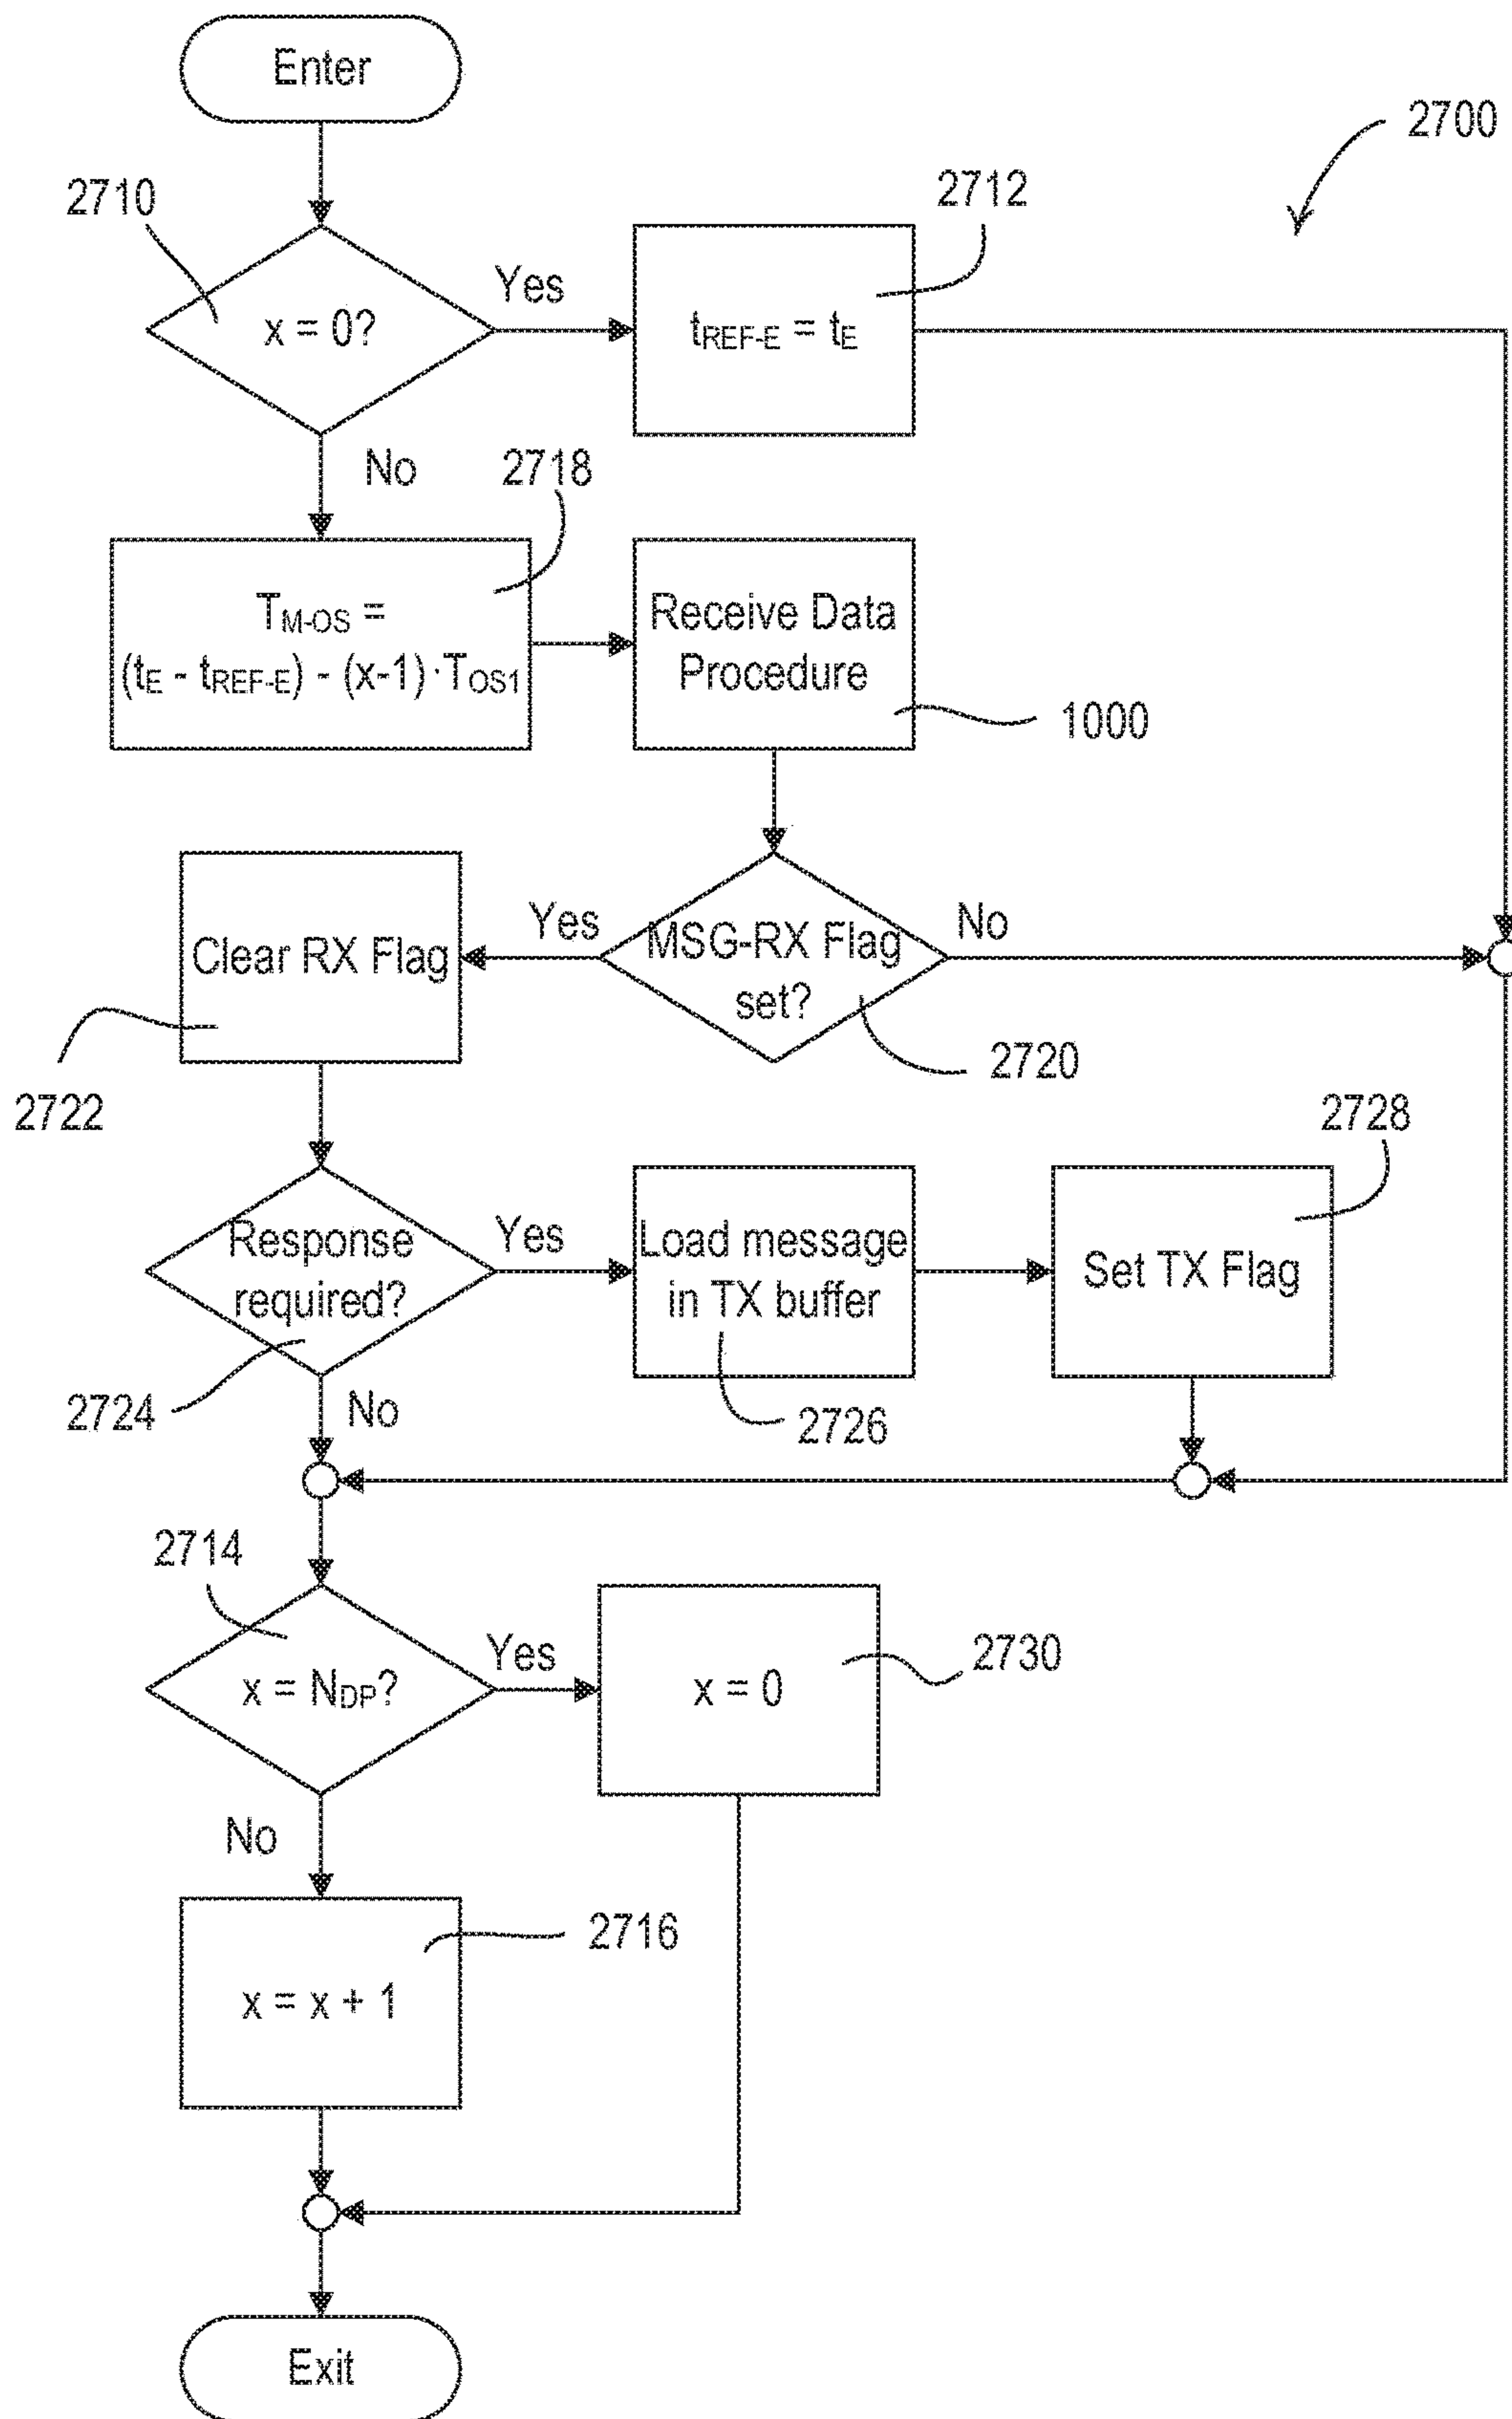 Enter
2700
2710
2712
Yes
x = 0?
tREF-E = tE
No
2718
TM-OS =
(tE - tREF-E) - (x-1)·TOS1
Receive Data
Procedure
1000
Clear RX Flag
Yes
MSG-RX Flag
set?
No
2720
2722
2728
Response
required?
Yes
Load message
in TX buffer
Set TX Flag
2724
No
2726
2714
x = NDP?
Yes
x = 0
2730
No
2716
x = x + 1
Exit